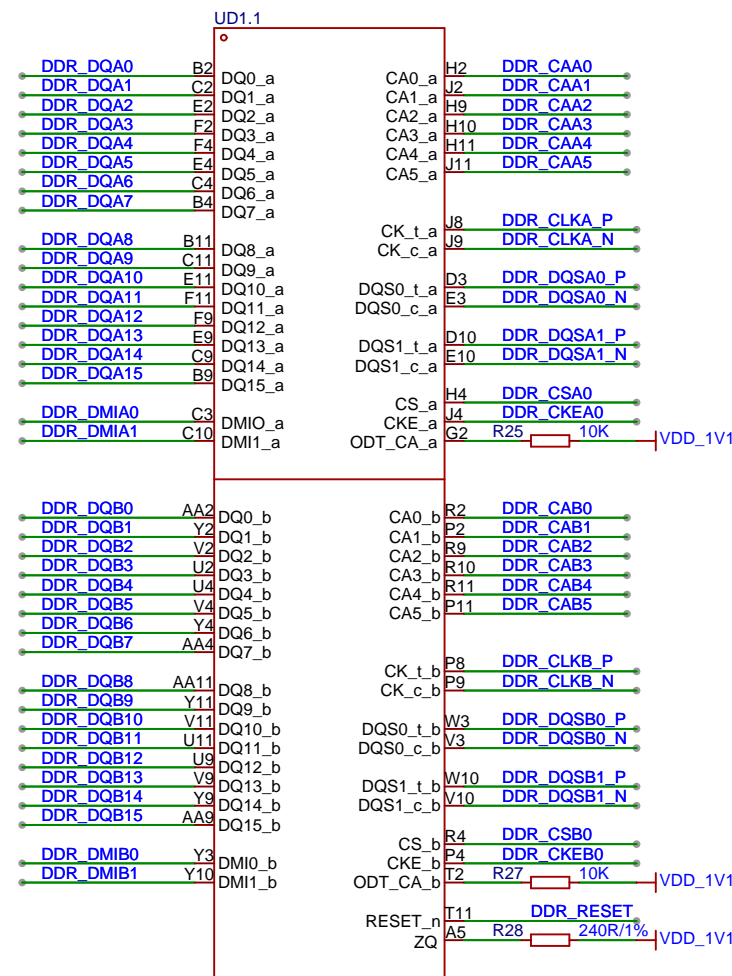 UD1.1
DDR_DQA0 B2 DQ0_a CA0_a H2 DDR_CAA0
DDR_DQA1 C2 DQ1_a CA1_a J2 DDR_CAA1
DDR_DQA2 E2 DQ2_a CA2_a H9 DDR_CAA2
DDR_DQA3 F2 DQ3_a CA3_a H10 DDR_CAA3
DDR_DQA4 F4 DQ4_a CA4_a H11 DDR_CAA4
DDR_DQA5 E4 DQ5_a CA5_a J11 DDR_CAA5
DDR_DQA6 C4 DQ6_a
DDR_DQA7 B4 DQ7_a
CK_t_a J8 DDR_CLKA_P
DDR_DQA8 B11 DQ8_a CK_c_a J9 DDR_CLKA_N
DDR_DQA9 C11 DQ9_a
DDR_DQA10 E11 DQ10_a DQS0_t_a D3 DDR_DQSA0_P
DDR_DQA11 F11 DQ11_a DQS0_c_a E3 DDR_DQSA0_N
DDR_DQA12 F9 DQ12_a
DDR_DQA13 E9 DQ13_a DQS1_t_a D10 DDR_DQSA1_P
DDR_DQA14 C9 DQ14_a DQS1_c_a E10 DDR_DQSA1_N
DDR_DQA15 B9 DQ15_a
CS_a H4 DDR_CSA0
DDR_DMIA0 C3 DMIO_a CKE_a J4 DDR_CKEA0
DDR_DMIA1 C10 DMI1_a ODT_CA_a G2 R25 10K VDD_1V1
DDR_DQB0 AA2 DQ0_b CA0_b R2 DDR_CAB0
DDR_DQB1 Y2 DQ1_b CA1_b P2 DDR_CAB1
DDR_DQB2 V2 DQ2_b CA2_b R9 DDR_CAB2
DDR_DQB3 U2 DQ3_b CA3_b R10 DDR_CAB3
DDR_DQB4 U4 DQ4_b CA4_b R11 DDR_CAB4
DDR_DQB5 V4 DQ5_b CA5_b P11 DDR_CAB5
DDR_DQB6 Y4 DQ6_b
DDR_DQB7 AA4 DQ7_b
CK_t_b P8 DDR_CLKB_P
DDR_DQB8 AA11 DQ8_b CK_c_b P9 DDR_CLKB_N
DDR_DQB9 Y11 DQ9_b
DDR_DQB10 V11 DQ10_b DQS0_t_b W3 DDR_DQSB0_P
DDR_DQB11 U11 DQ11_b DQS0_c_b V3 DDR_DQSB0_N
DDR_DQB12 U9 DQ12_b
DDR_DQB13 V9 DQ13_b DQS1_t_b W10 DDR_DQSB1_P
DDR_DQB14 Y9 DQ14_b DQS1_c_b V10 DDR_DQSB1_N
DDR_DQB15 AA9 DQ15_b
CS_b R4 DDR_CSB0
DDR_DMIB0 Y3 DMI0_b CKE_b P4 DDR_CKEB0
DDR_DMIB1 Y10 DMI1_b ODT_CA_b T2 R27 10K VDD_1V1
RESET_n T11 DDR_RESET
ZQ A5 R28 240R/1% VDD_1V1